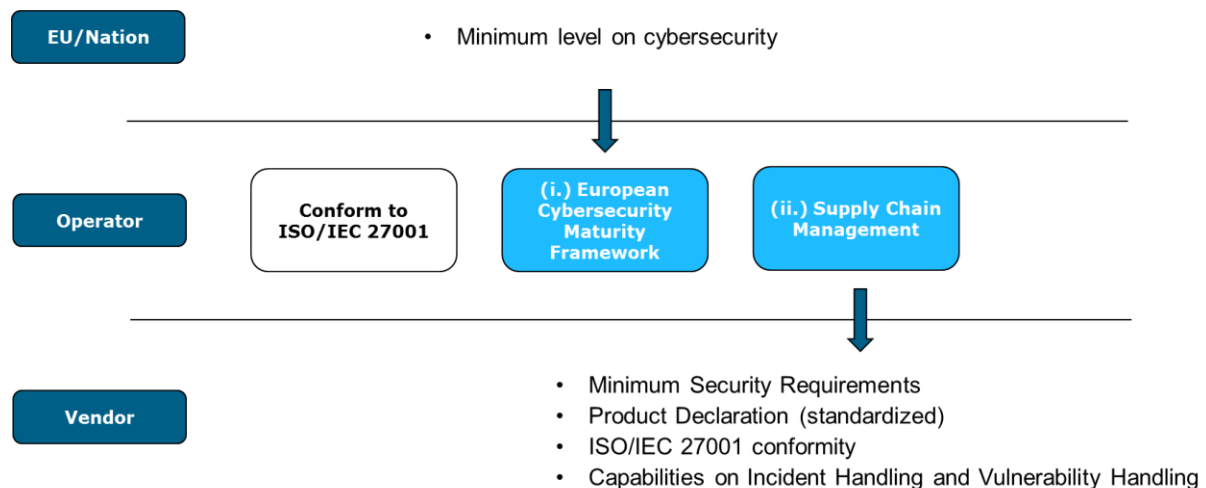 EU/Nation
• Minimum level on cybersecurity
Operator
Conform to
ISO/IEC 27001
(i.) European
Cybersecurity
Maturity
Framework
(ii.) Supply Chain
Management
Vendor
• Minimum Security Requirements
• Product Declaration (standardized)
• ISO/IEC 27001 conformity
• Capabilities on Incident Handling and Vulnerability Handling